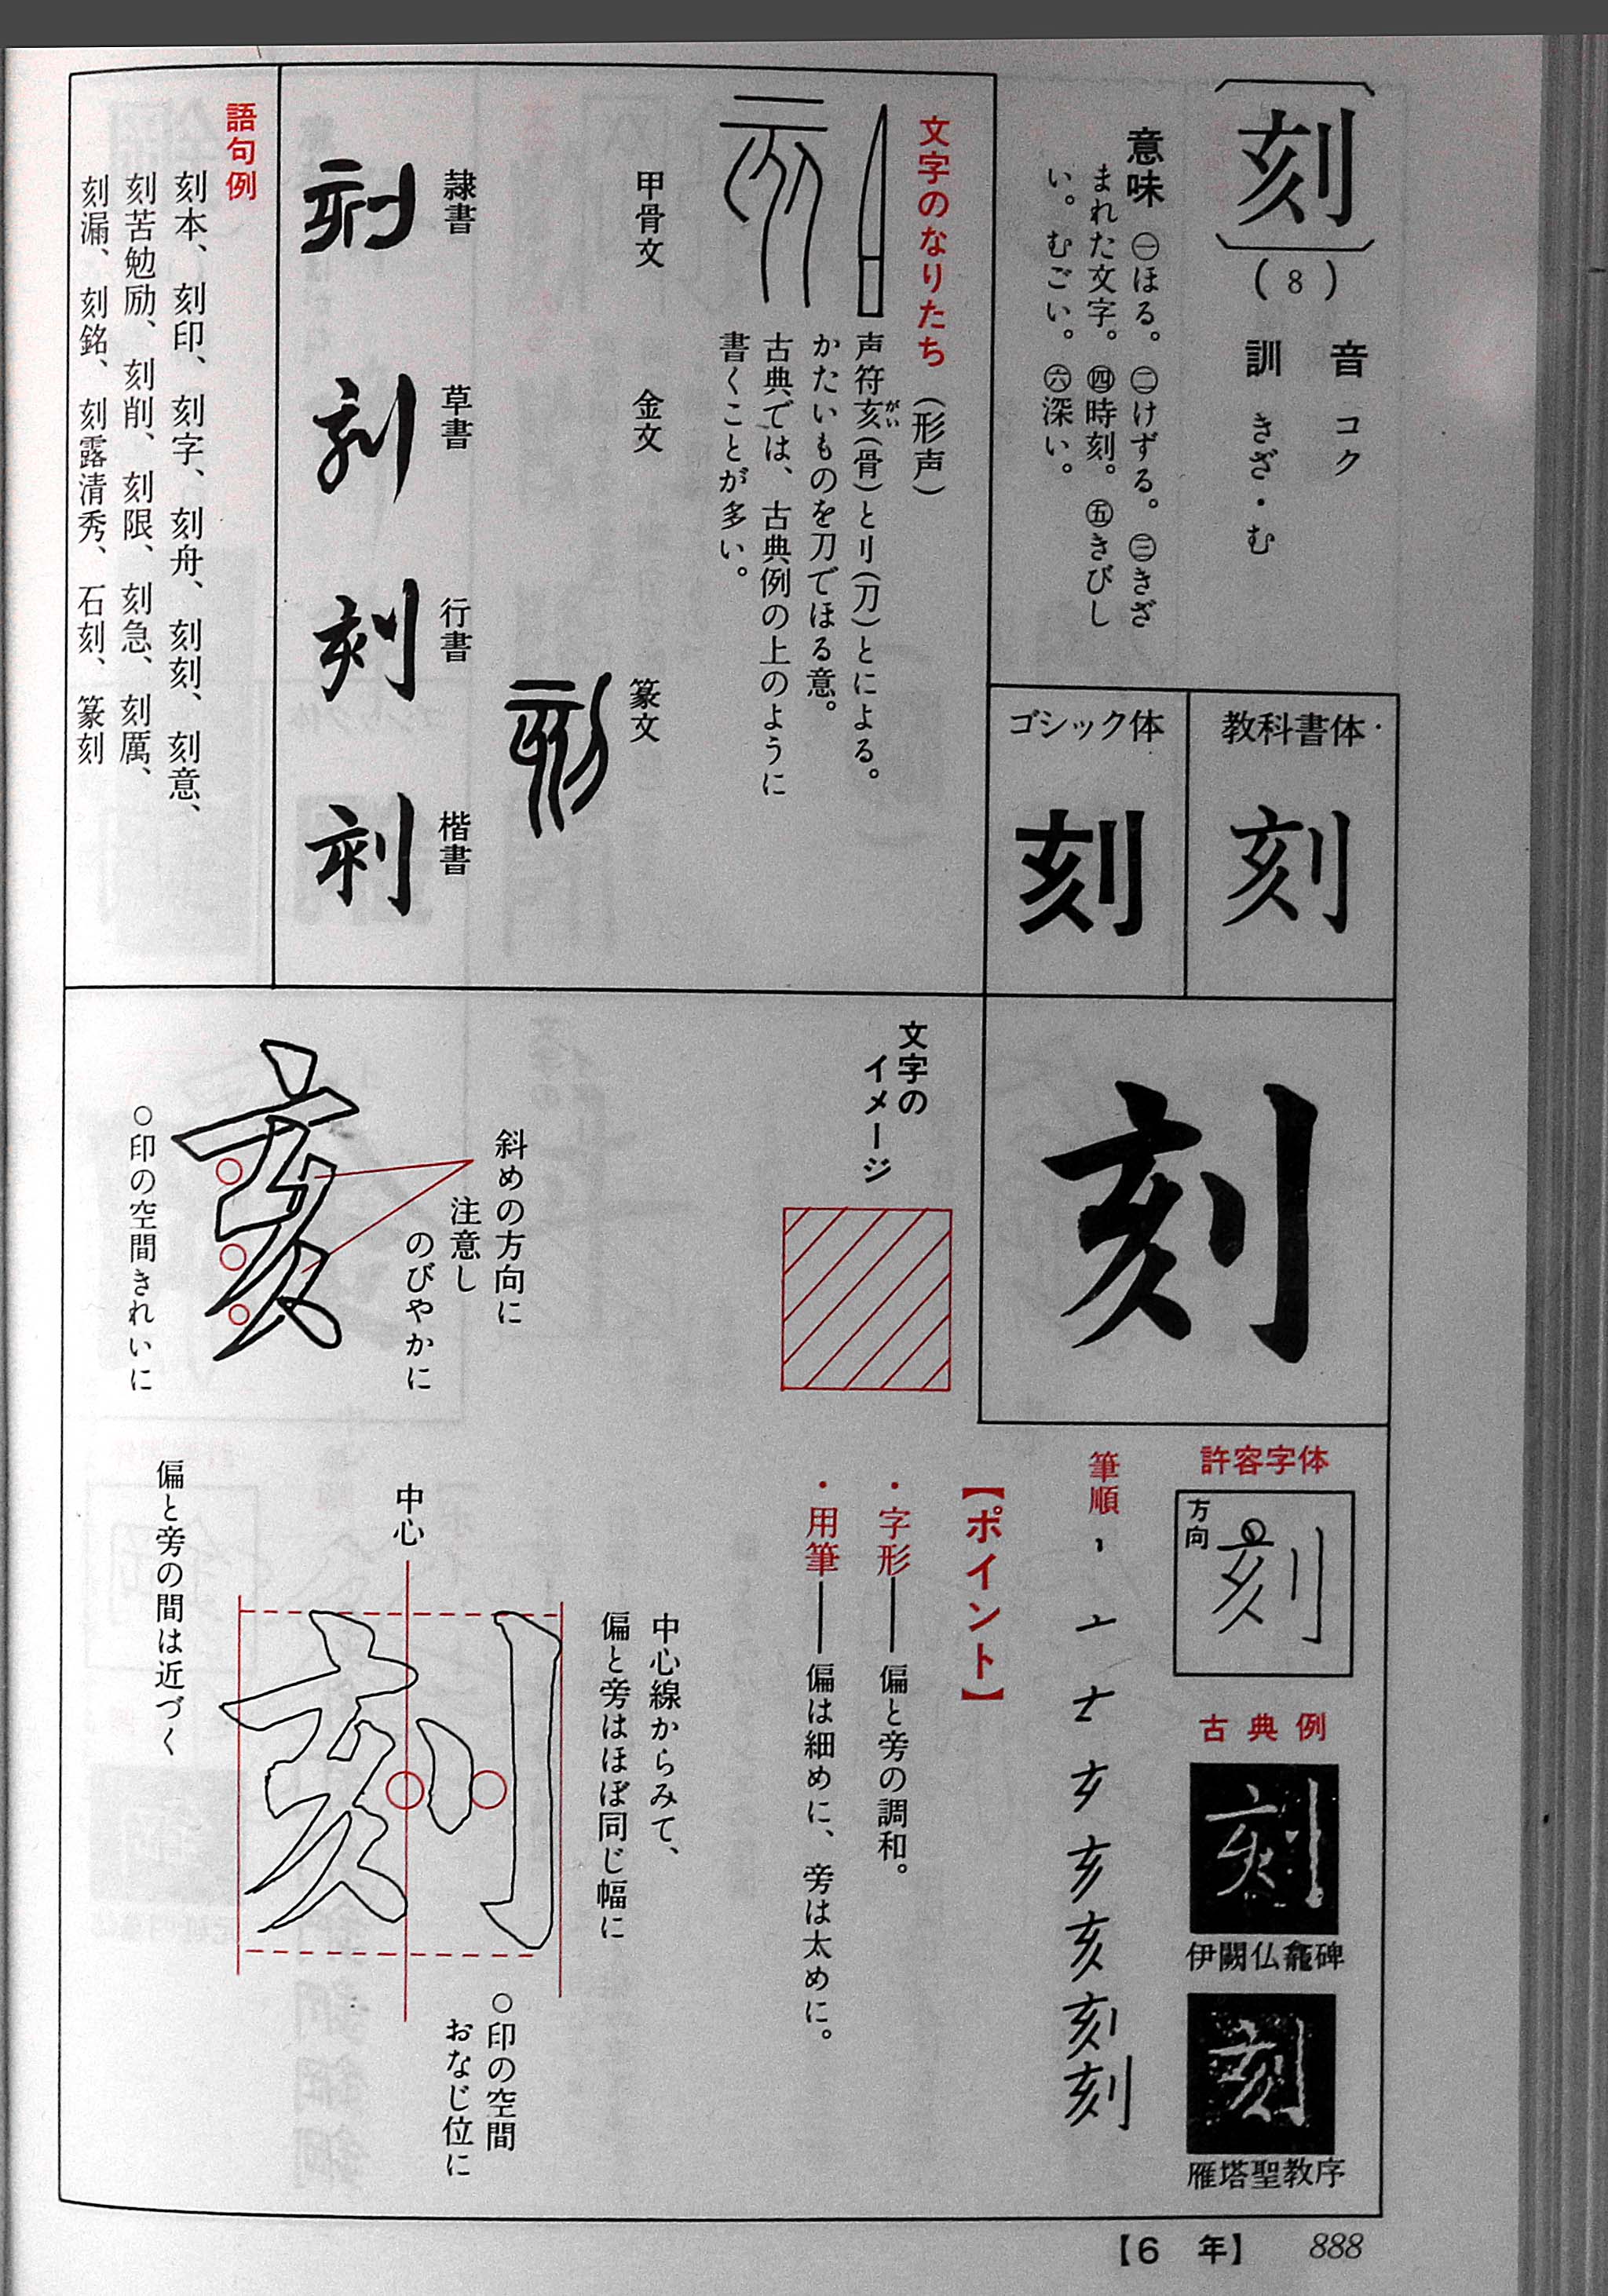 刻
(8)
音 コク
訓 きざ・む
意味 ㊀ほる。㊁けずる。㊂きざ
まれた文字。㊃時刻。㊄きびし
い。むごい。㊅深い。
教科書体
刻
ゴシック体
刻
文字のなりたち(形声)
声符亥(骨)とリ(刀)とによる。
がい
かたいものを刀でほる意。
古典では、古典例の上のように
書くことが多い。
甲骨文
金文
篆文
刻
隷書
刻
草書
刻
行書
刻
楷書
刻
語句例
刻本、刻印、刻字、刻舟、刻刻、刻意、
刻苦勉励、刻削、刻限、刻急、刻厲、
刻漏、刻銘、刻露清秀、石刻、篆刻
刻
許容字体
方向
刻
古典例
刻
伊闕仏龕碑
刻
雁塔聖教序
筆順
刻
【ポイント】
・字形―偏と旁の調和。
・用筆―偏は細めに、旁は太めに。
文字の
イメージ
斜めの方向に
注意し
のびやかに
○印の空間きれいに
中心線からみて、
偏と旁はほぼ同じ幅に
中心
○印の空間
おなじ位に
偏と旁の間は近づく
【6 年】 888